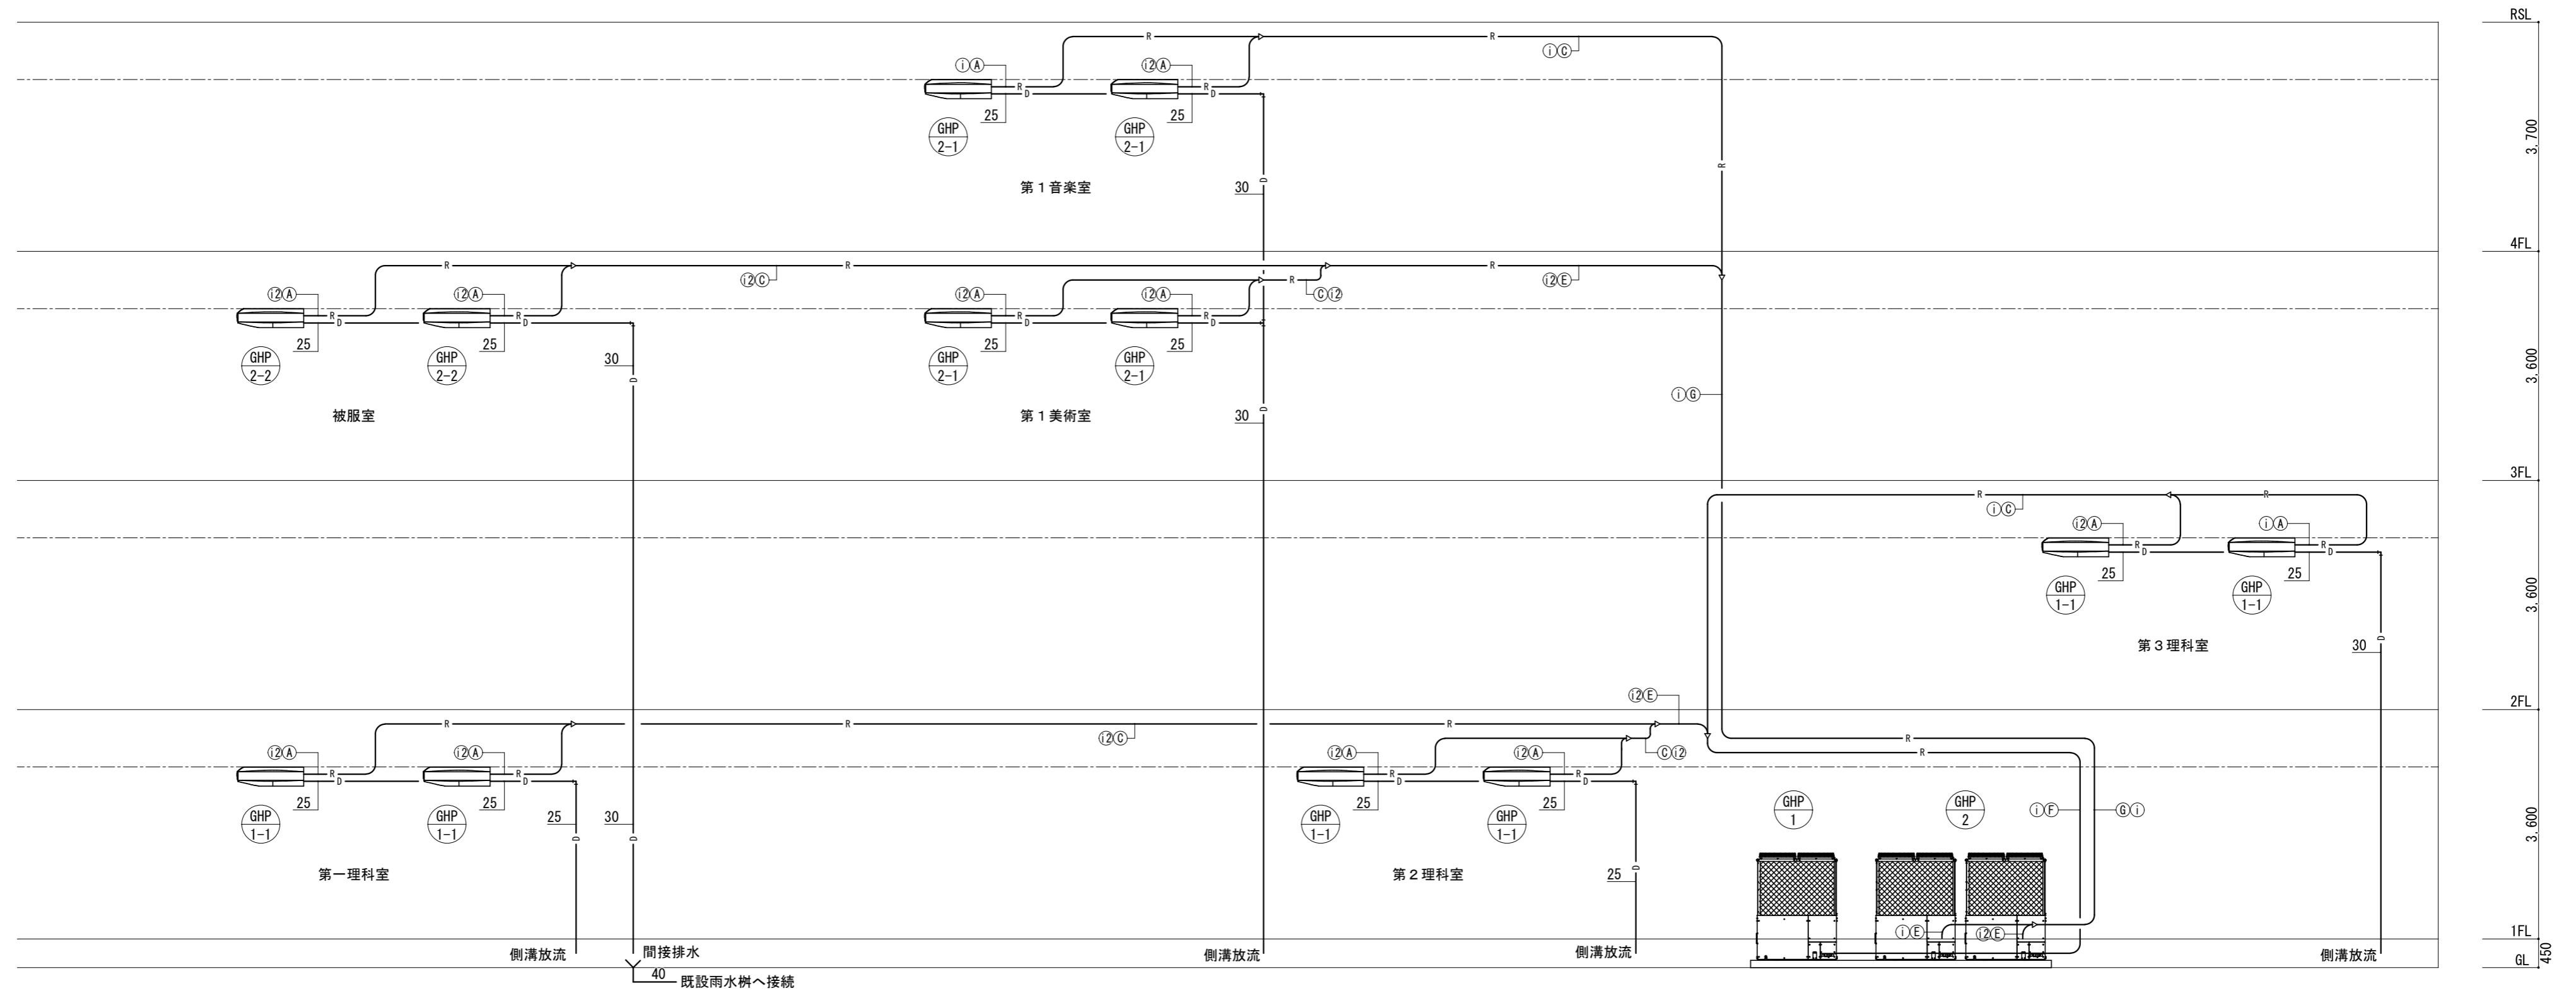 RSL
R
R
ⓘⒸ
ⓘⒶ
ⓘ2Ⓐ
R
D
R
D
25
25
GHP
2-1
GHP
2-1
3.700
R
D
第1音楽室
30
4FL
R
R
R
ⓘ2Ⓒ
R
ⓘ2Ⓔ
ⓘ2Ⓐ
ⓘ2Ⓐ
ⓘ2Ⓐ
ⓘ2Ⓐ
Ⓒⓘ2
R
D
R
D
R
D
R
D
25
25
25
25
GHP
2-2
GHP
2-2
30
D
GHP
2-1
GHP
2-1
3.600
ⓘⒼ
被服室
第1美術室
30
D
3FL
R
R
ⓘⒸ
ⓘ2Ⓐ
ⓘⒶ
R
D
R
D
25
25
GHP
1-1
GHP
1-1
3.600
D
第3理科室
30
ⓘ2Ⓔ
2FL
R
R
R
ⓘ2Ⓒ
R
R
ⓘ2Ⓐ
ⓘ2Ⓐ
ⓘ2Ⓐ
ⓘ2Ⓐ
Ⓒⓘ2
R
D
R
D
R
D
R
D
25
25
25
25
GHP
1-1
GHP
1-1
25
30
D
D
GHP
1-1
GHP
1-1
GHP
1
GHP
2
ⓘⒻ
Ⓖⓘ
3.600
第一理科室
第2理科室
25
D
ⓘⒺ
ⓘ2Ⓔ
1FL
側溝放流
間接排水
側溝放流
側溝放流
側溝放流
450
GL
40
既設雨水桝へ接続